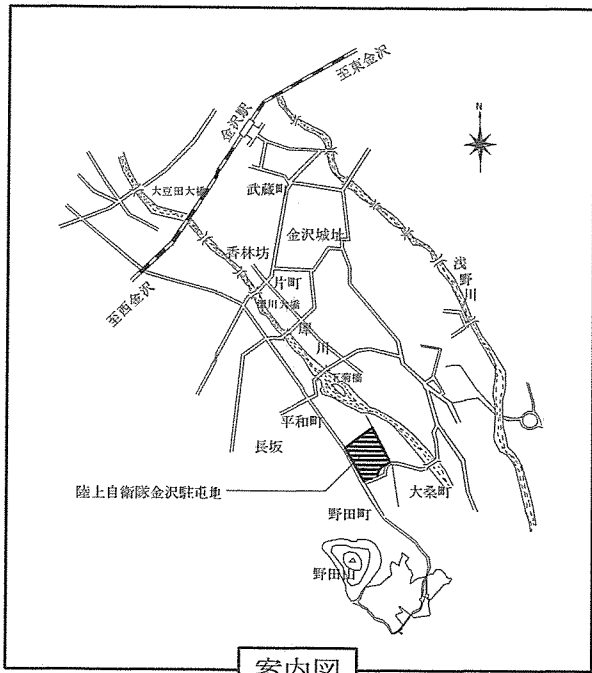 至東金沢
金沢駅
N
大豆田大橋
武蔵町
金沢城址
香林坊
浅野川
至西金沢
片町
犀川大橋
犀川
下菊橋
平和町
長坂
陸上自衛隊金沢駐屯地
大桑町
野田町
野田山
案内図